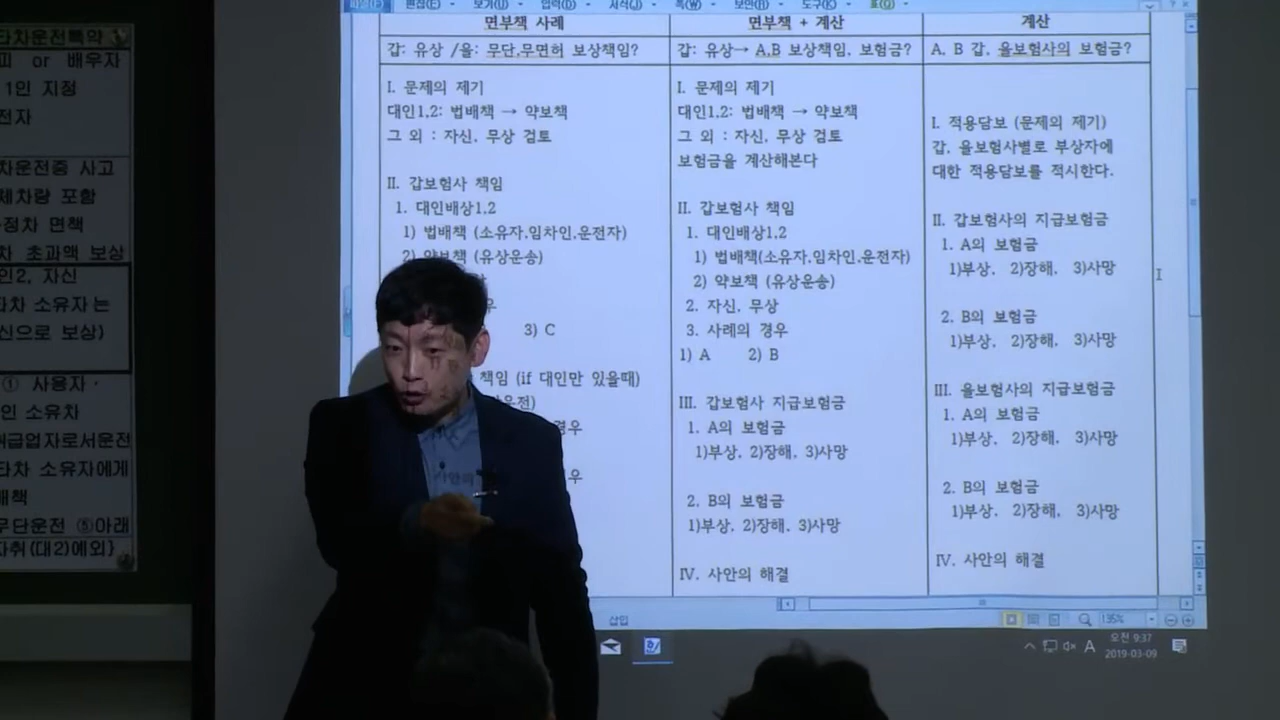 타차운전특약
피 or 배우자
1인 지정
전자
차운전중 사고
체차량 포함
정차 면책
차 초과액 보상
인2, 자신
타차 소유자는
신으로 보상)
① 사용자·
인 소유차
취급업자로서운전
타차 소유자에게
배책
무단운전 ⑤아래
자취(대2)예외}
면부책 사례
갑: 유상 /을: 무단,무면허 보상책임?
I. 문제의 제기
대인1,2: 법배책 → 약보책
그 외 : 자신, 무상 검토
II. 갑보험사 책임
1. 대인배상1,2
1) 법배책 (소유자,임차인,운전자)
2) 약보책 (유상운송)
3) C
책임 (if 대인만 있을때)
경우
면부책 + 계산
갑: 유상→ A,B 보상책임, 보험금?
I. 문제의 제기
대인1,2: 법배책 → 약보책
그 외 : 자신, 무상 검토
보험금을 계산해본다
II. 갑보험사 책임
1. 대인배상1,2
1) 법배책(소유자,임차인,운전자)
2) 약보책 (유상운송)
2. 자신, 무상
3. 사례의 경우
1) A 2) B
III. 갑보험사 지급보험금
1. A의 보험금
1)부상, 2)장해, 3)사망
2. B의 보험금
1)부상, 2)장해, 3)사망
IV. 사안의 해결
계산
A, B 갑, 을보험사의 보험금?
I. 적용담보 (문제의 제기)
갑, 을보험사별로 부상자에
대한 적용담보를 적시한다.
II. 갑보험사의 지급보험금
1. A의 보험금
1)부상, 2)장해, 3)사망
2. B의 보험금
1)부상, 2)장해, 3)사망
III. 을보험사의 지급보험금
1. A의 보험금
1)부상, 2)장해, 3)사망
2. B의 보험금
1)부상, 2)장해, 3)사망
IV. 사안의 해결
삽입
135%
A
오전 9:37
2019-03-09